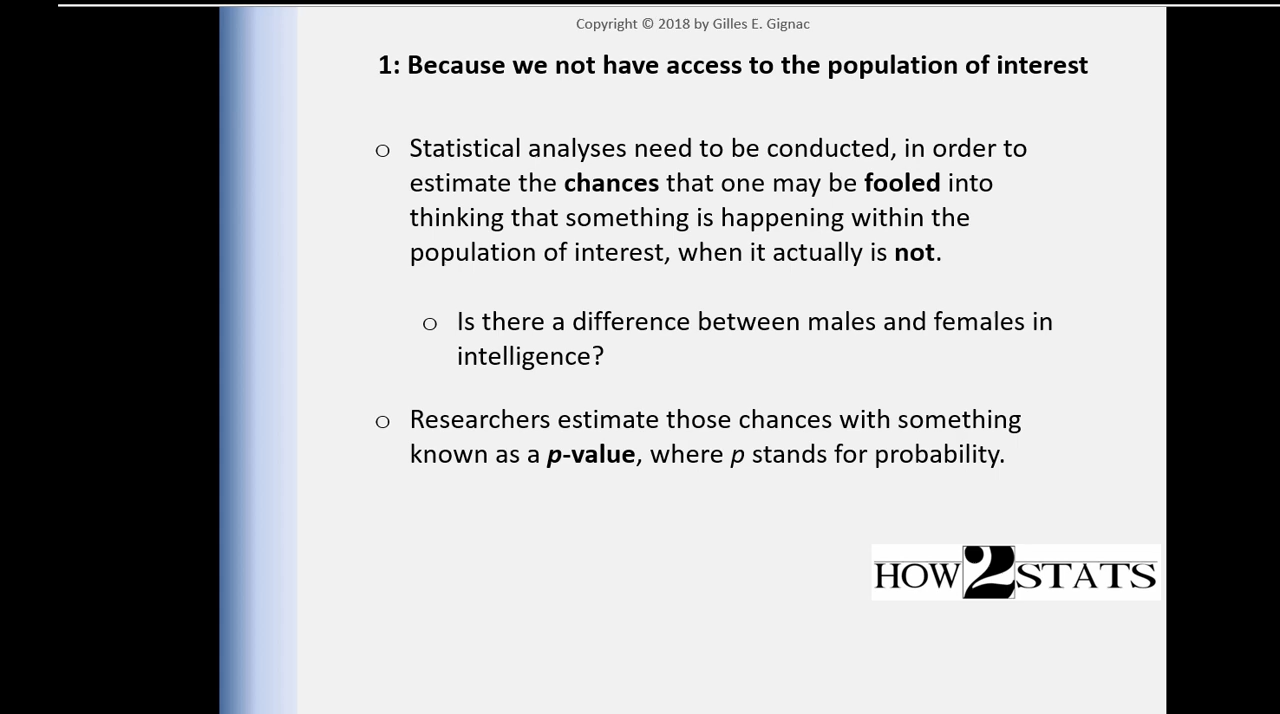 Copyright © 2018 by Gilles E. Gignac
1: Because we not have access to the population of interest
o Statistical analyses need to be conducted, in order to
estimate the chances that one may be fooled into
thinking that something is happening within the
population of interest, when it actually is not.
o Is there a difference between males and females in
intelligence?
o Researchers estimate those chances with something
known as a p-value, where p stands for probability.
HOW2STATS